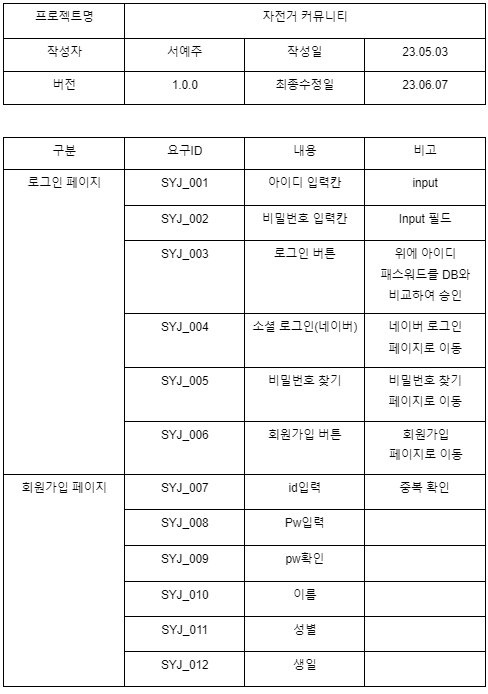 프로젝트명 자전거 커뮤니티
작성자 서예주 작성일 23.05.03
버전 1.0.0 최종수정일 23.06.07
구분 요구ID 내용 비고
로그인 페이지 SYJ_001 아이디 입력칸 input
SYJ_002 비밀번호 입력칸 Input 필드
SYJ_003 로그인 버튼 위에 아이디
패스워드를 DB와
비교하여 승인
SYJ_004 소셜 로그인(네이버) 네이버 로그인
페이지로 이동
SYJ_005 비밀번호 찾기 비밀번호 찾기
페이지로 이동
SYJ_006 회원가입 버튼 회원가입
페이지로 이동
회원가입 페이지 SYJ_007 id입력 중복 확인
SYJ_008 Pw입력
SYJ_009 pw확인
SYJ_010 이름
SYJ_011 성별
SYJ_012 생일